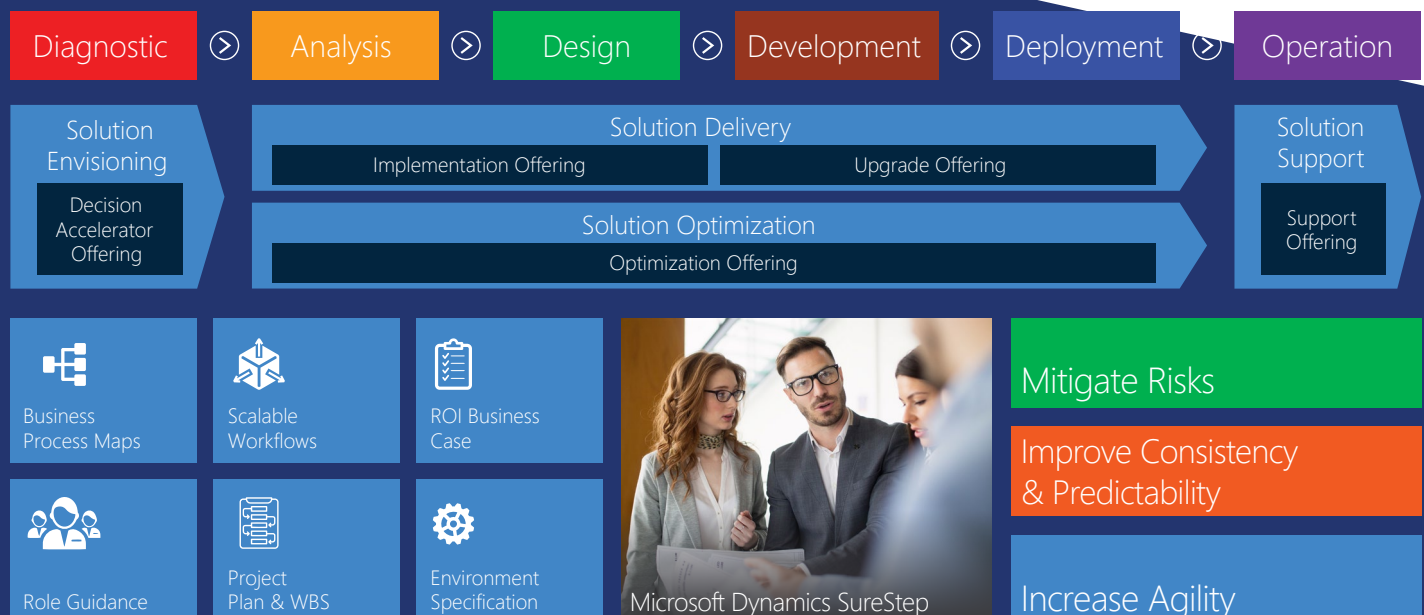 Diagnostic
Analysis
Design
Development
Deployment
Operation
Solution
Envisioning
Decision
Accelerator
Offering
Solution Delivery
Implementation Offering
Upgrade Offering
Solution Optimization
Optimization Offering
Solution
Support
Support
Offering
Business
Process Maps
Scalable
Workflows
ROI Business
Case
Role Guidance
Project
Plan & WBS
Environment
Specification
Microsoft Dynamics SureStep
Mitigate Risks
Improve Consistency
& Predictability
Increase Agility